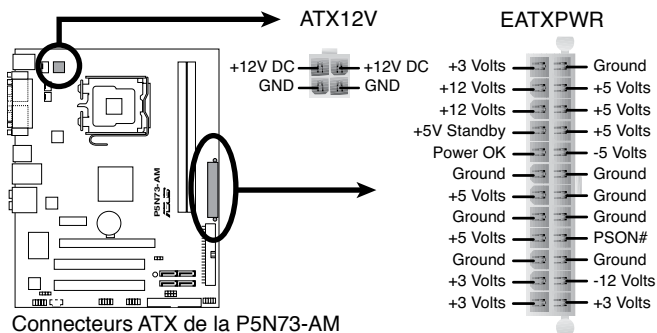 ATX12V
+12V DC +12V DC
GND GND
EATXPWR
+3 Volts Ground
+12 Volts +5 Volts
+12 Volts +5 Volts
+5V Standby +5 Volts
Power OK -5 Volts
Ground Ground
+5 Volts Ground
Ground Ground
+5 Volts PSON#
Ground Ground
+3 Volts -12 Volts
+3 Volts +3 Volts
P5N73-AM
ASUS
Connecteurs ATX de la P5N73-AM